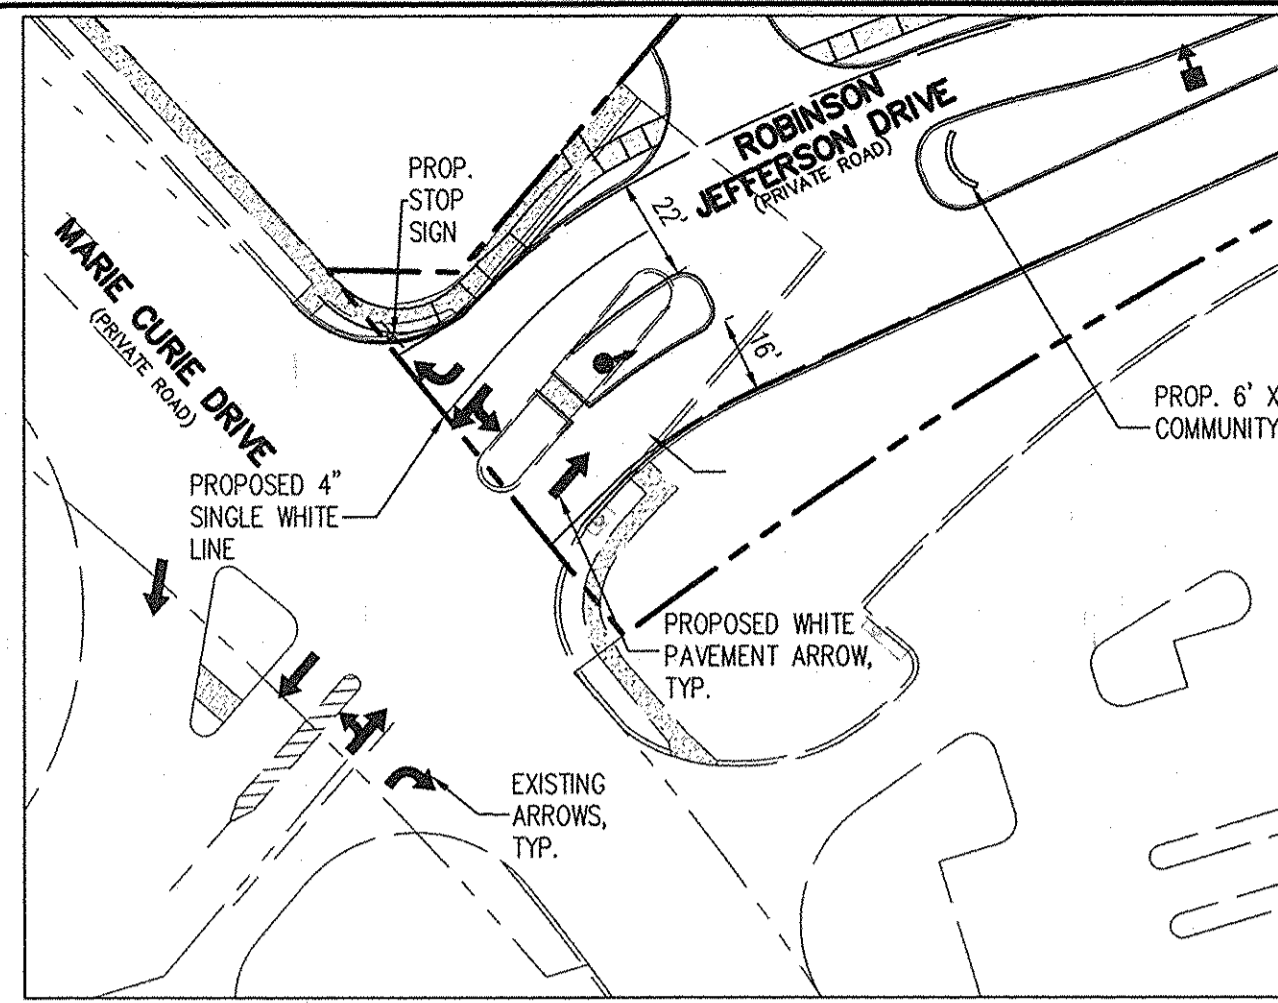 ROBINSON
JEFFERSON DRIVE
(PRIVATE ROAD)
PROP.
STOP
SIGN
22'
MARIE CURIE DRIVE
(PRIVATE ROAD)
16'
PROP. 6' X
COMMUNITY
PROPOSED 4"
SINGLE WHITE
LINE
PROPOSED WHITE
PAVEMENT ARROW,
TYP.
EXISTING
ARROWS,
TYP.